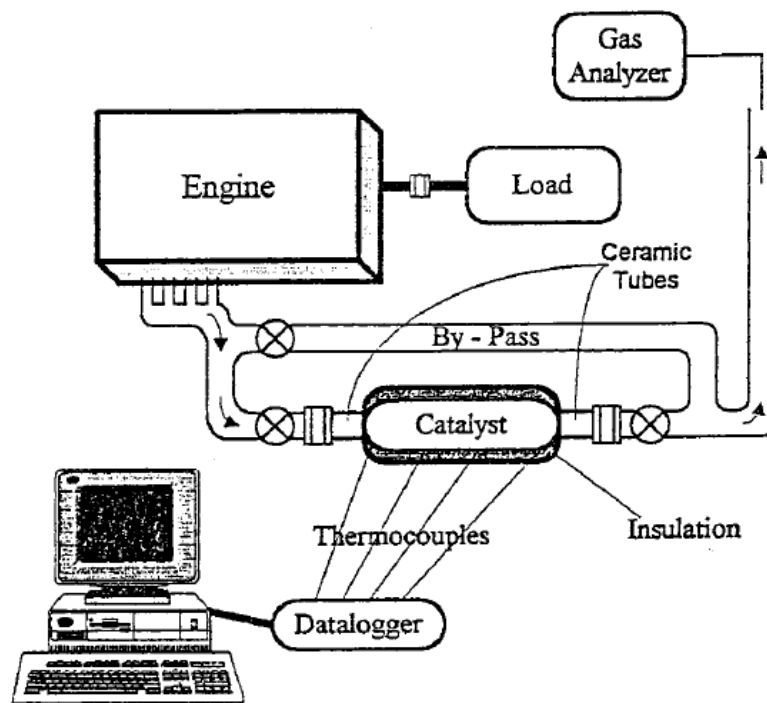 Gas
Analyzer
Engine
Load
Ceramic
Tubes
By - Pass
Catalyst
Thermocouples
Insulation
Datalogger